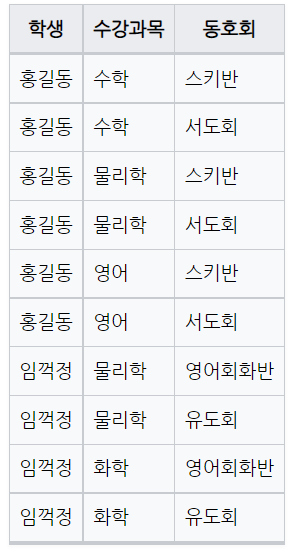 학생 수강과목 동호회
홍길동 수학 스키반
홍길동 수학 서도회
홍길동 물리학 스키반
홍길동 물리학 서도회
홍길동 영어 스키반
홍길동 영어 서도회
임꺽정 물리학 영어회화반
임꺽정 물리학 유도회
임꺽정 화학 영어회화반
임꺽정 화학 유도회